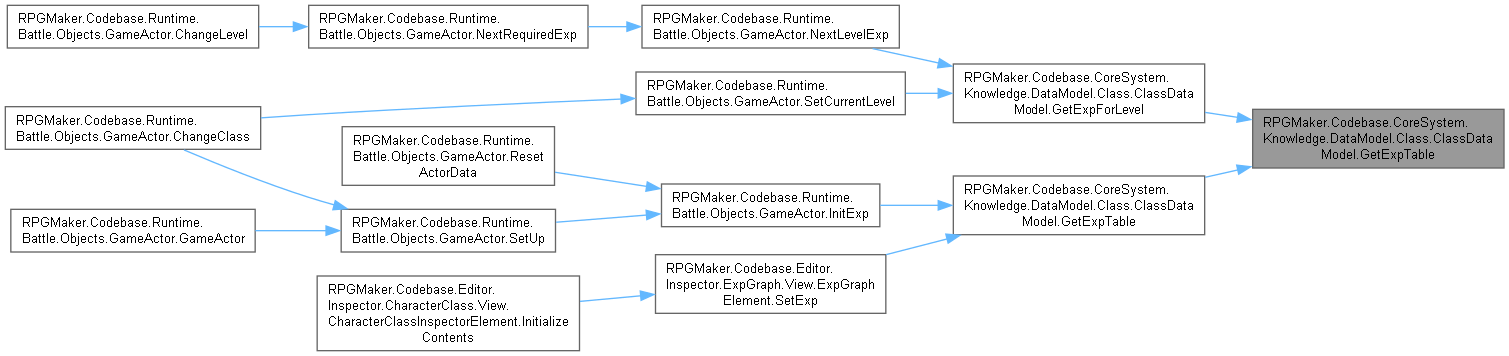 RPGMaker.Codebase.Runtime.
Battle.Objects.GameActor.ChangeLevel
RPGMaker.Codebase.Runtime.
Battle.Objects.GameActor.NextRequiredExp
RPGMaker.Codebase.Runtime.
Battle.Objects.GameActor.NextLevelExp
RPGMaker.Codebase.CoreSystem.
Knowledge.DataModel.Class.ClassData
Model.GetExpForLevel
RPGMaker.Codebase.Runtime.
Battle.Objects.GameActor.SetCurrentLevel
RPGMaker.Codebase.CoreSystem.
Knowledge.DataModel.Class.ClassData
Model.GetExpTable
RPGMaker.Codebase.Runtime.
Battle.Objects.GameActor.ChangeClass
RPGMaker.Codebase.Runtime.
Battle.Objects.GameActor.Reset
ActorData
RPGMaker.Codebase.Runtime.
Battle.Objects.GameActor.InitExp
RPGMaker.Codebase.CoreSystem.
Knowledge.DataModel.Class.ClassData
Model.GetExpTable
RPGMaker.Codebase.Runtime.
Battle.Objects.GameActor.GameActor
RPGMaker.Codebase.Runtime.
Battle.Objects.GameActor.SetUp
RPGMaker.Codebase.Editor.
Inspector.ExpGraph.View.ExpGraph
Element.SetExp
RPGMaker.Codebase.Editor.
Inspector.CharacterClass.View.
CharacterClassInspectorElement.Initialize
Contents